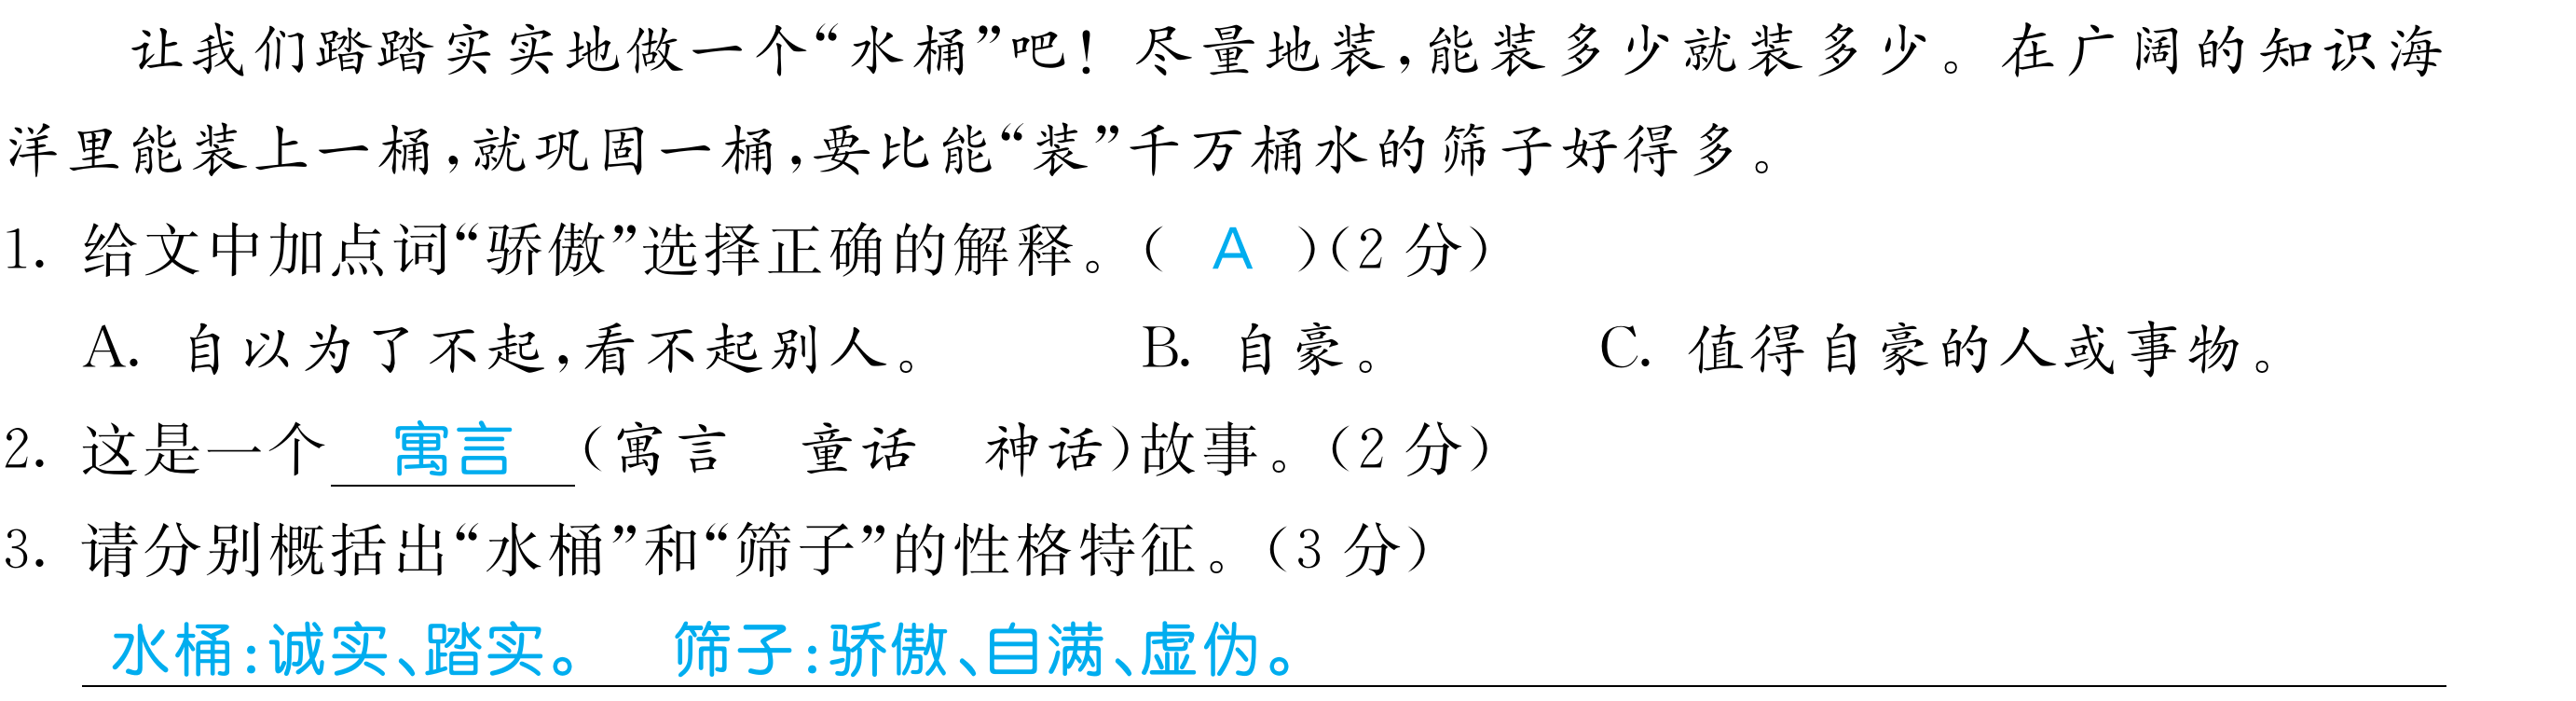 让我们踏踏实实地做一个“水桶”吧！尽量地装，能装多少就装多少。在广阔的知识海
洋里能装上一桶，就巩固一桶，要比能“装”千万桶水的筛子好得多。
1. 给文中加点词“骄傲”选择正确的解释。（ A ）（2 分）
A. 自以为了不起，看不起别人。 B. 自豪。 C. 值得自豪的人或事物。
2. 这是一个 寓言 （寓言 童话 神话）故事。（2 分）
3. 请分别概括出“水桶”和“筛子”的性格特征。（3 分）
水桶：诚实、踏实。 筛子：骄傲、自满、虚伪。